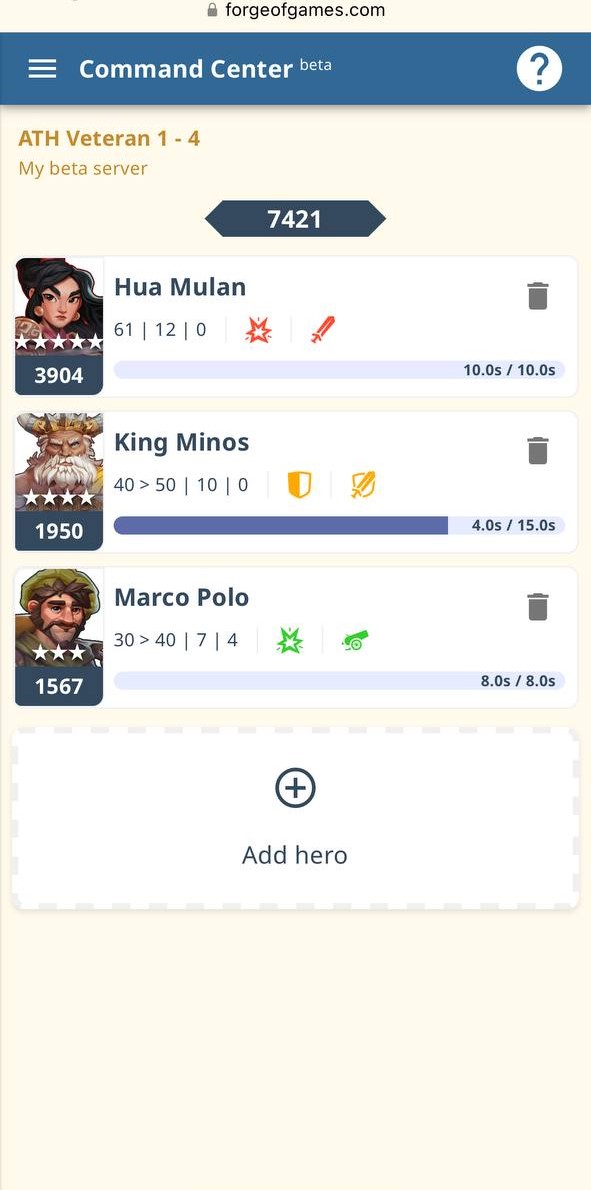 forgeofgames.com
Command Center beta
?
ATH Veteran 1 - 4
My beta server
7421
Hua Mulan
61 | 12 | 0
3904
10.0s / 10.0s
King Minos
40 > 50 | 10 | 0
1950
4.0s / 15.0s
Marco Polo
30 > 40 | 7 | 4
1567
8.0s / 8.0s
Add hero